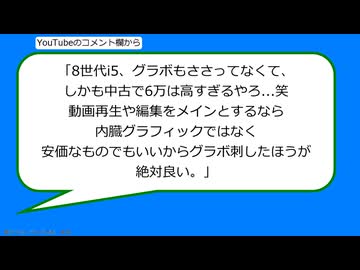 YouTubeのコメント欄から
「8世代i5、グラボもささってなくて、
しかも中古で6万は高すぎるやろ...笑
動画再生や編集をメインとするなら
内臓グラフィックではなく
安価なものでもいいからグラボ刺したほうが
絶対良い。」